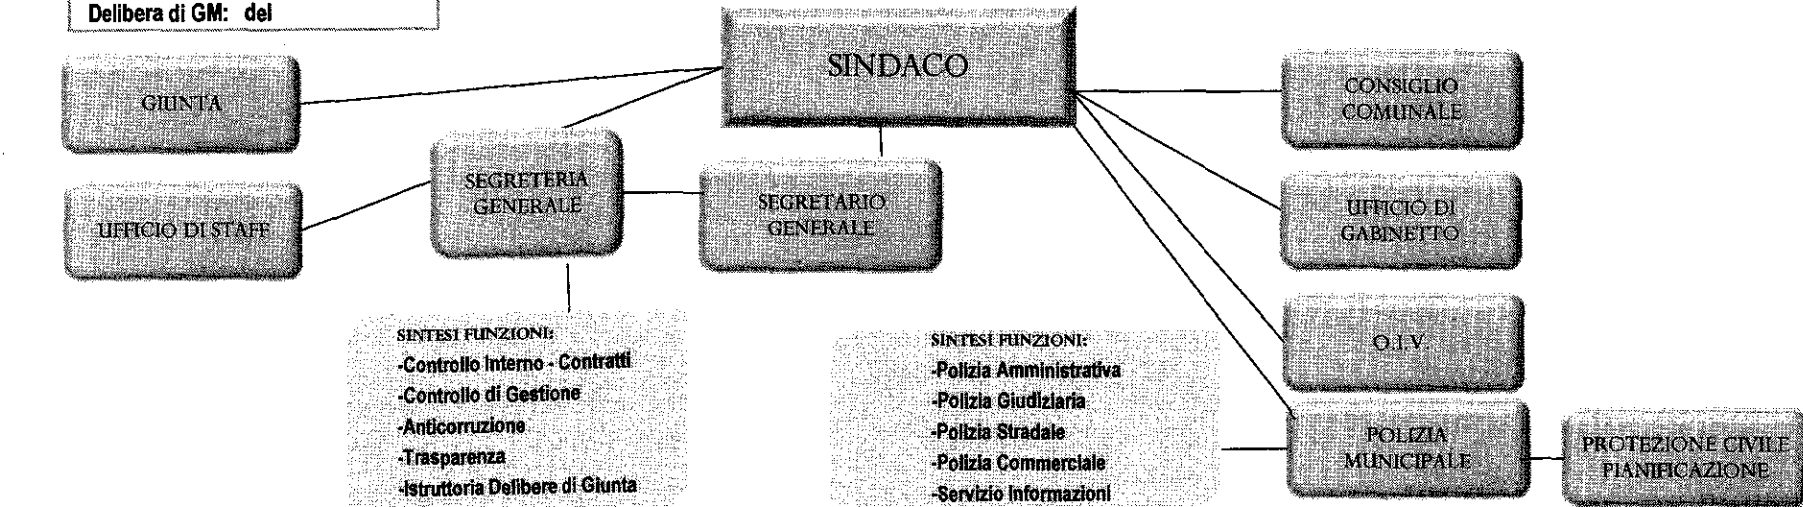 Delibera di GM: del
SINDACO
GIUNTA
CONSIGLIO
COMUNALE
SEGRETERIA
GENERALE
SEGRETARIO
GENERALE
UFFICIO DI STAFF
UFFICIO DI
GABINETTO
O.I.V.
SINTESI FUNZIONI:
-Controllo Interno - Contratti
-Controllo di Gestione
-Anticorruzione
-Trasparenza
-Istruttoria Delibere di Giunta
SINTESI FUNZIONI:
-Polizia Amministrativa
-Polizia Giudiziaria
-Polizia Stradale
-Polizia Commerciale
-Servizio Informazioni
POLIZIA
MUNICIPALE
PROTEZIONE CIVILE
PIANIFICAZIONE